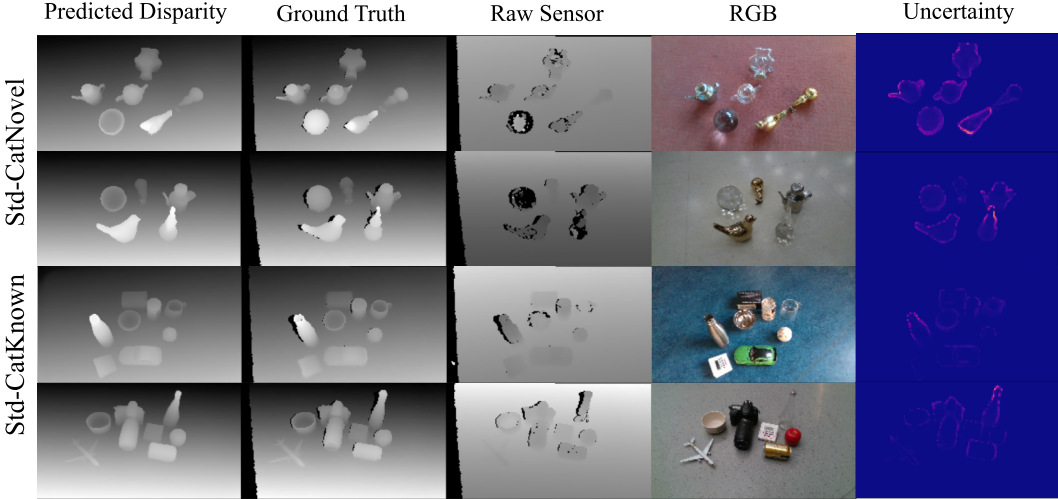 Predicted Disparity Ground Truth Raw Sensor RGB Uncertainty
Std-CatNovel
Std-CatKnown